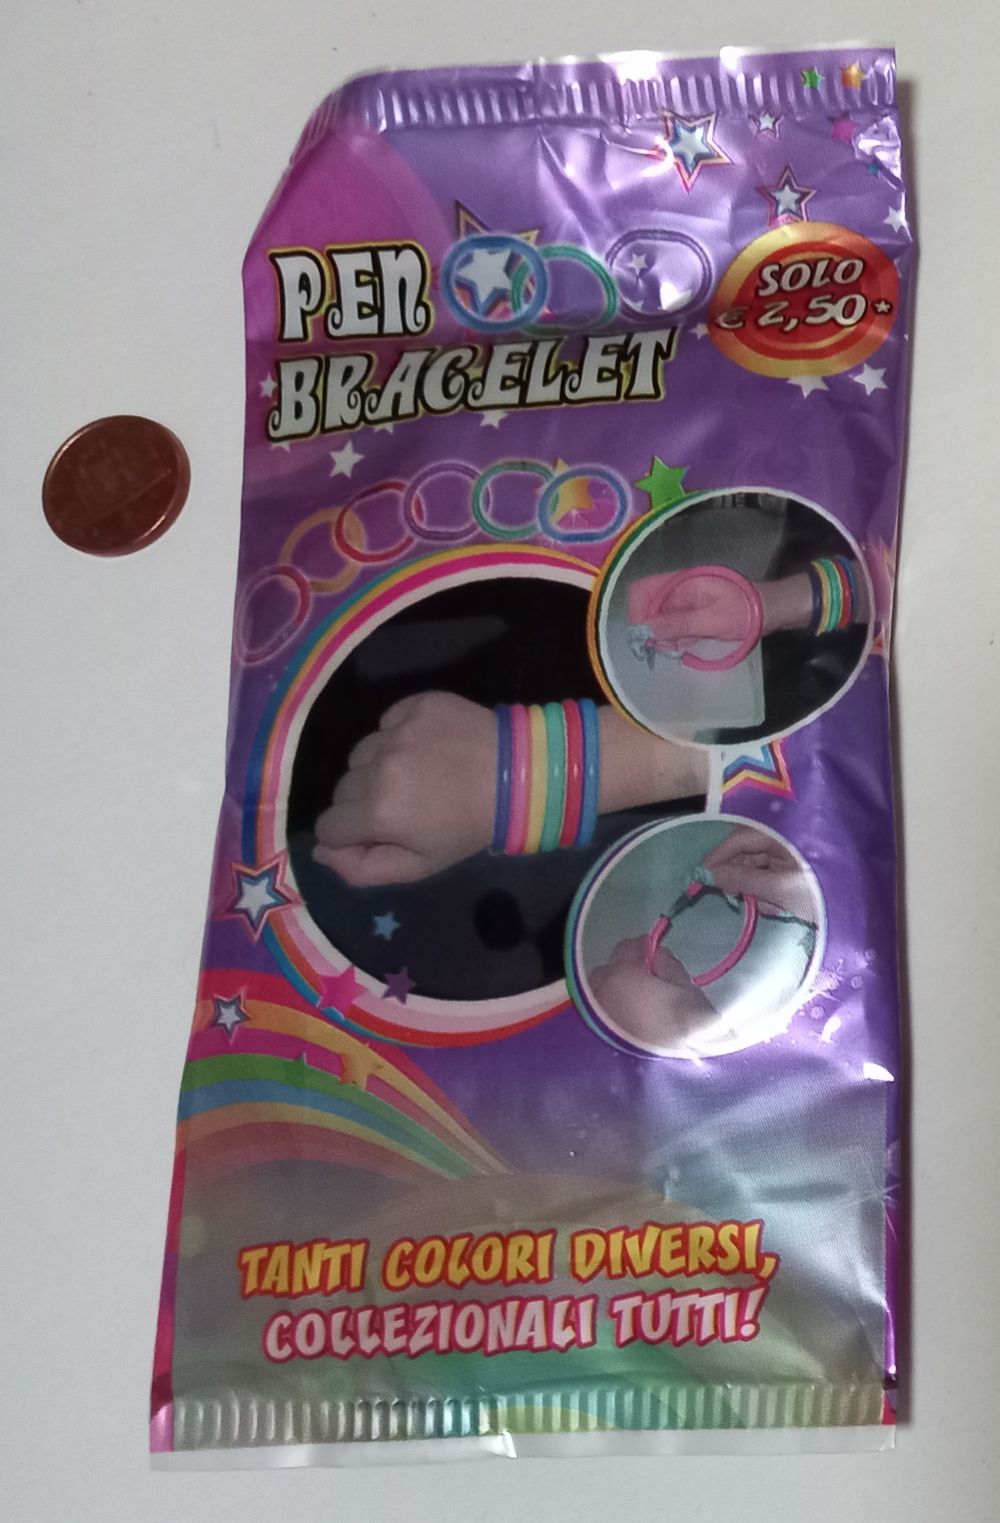 PEN
BRACELET
SOLO
€ 2,50*
TANTI COLORI DIVERSI,
COLLEZIONALI TUTTI!